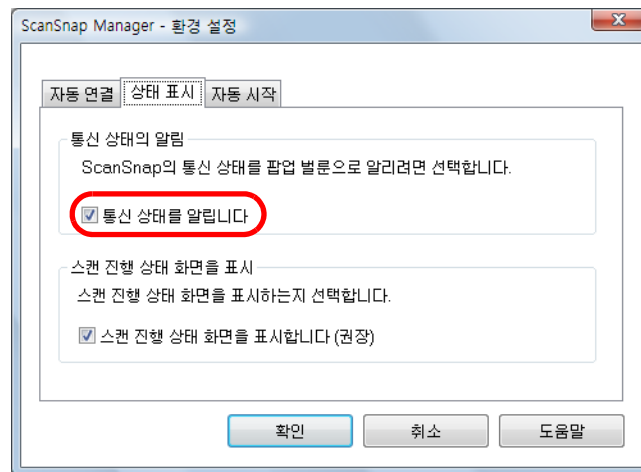 ScanSnap Manager - 환경 설정
자동 연결 상태 표시 자동 시작
통신 상태의 알림
ScanSnap의 통신 상태를 팝업 벌룬으로 알리려면 선택합니다.
통신 상태를 알립니다
스캔 진행 상태 화면을 표시
스캔 진행 상태 화면을 표시하는지 선택합니다.
스캔 진행 상태 화면을 표시합니다 (권장)
확인 취소 도움말